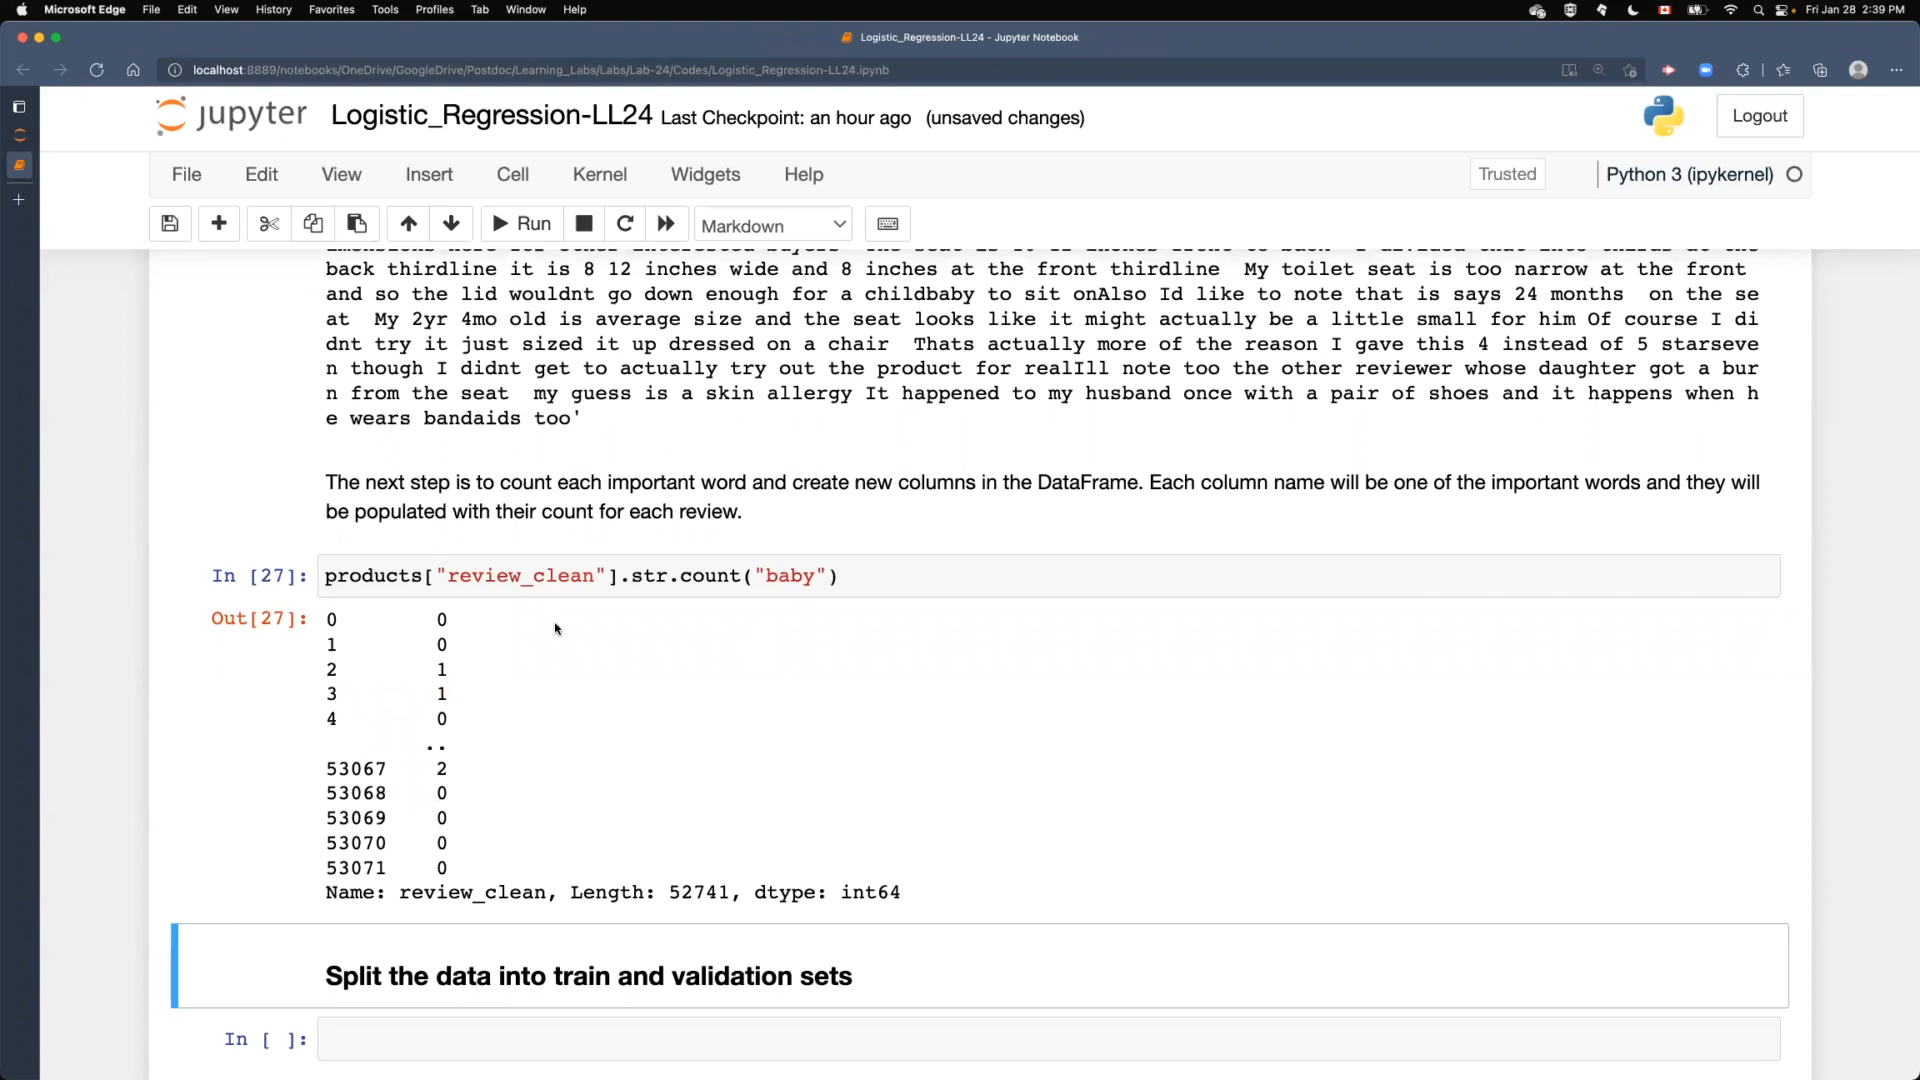 Microsoft Edge File Edit View History Favorites Tools Profiles Tab Window Help Fri Jan 28 2:39 PM
Logistic_Regression-LL24 - Jupyter Notebook
localhost:8889/notebooks/OneDrive/GoogleDrive/Postdoc/Learning_Labs/Labs/Lab-24/Codes/Logistic_Regression-LL24.ipynb
jupyter Logistic_Regression-LL24 Last Checkpoint: an hour ago (unsaved changes) Logout
File Edit View Insert Cell Kernel Widgets Help Trusted Python 3 (ipykernel)
Run Markdown
back thirdline it is 8 12 inches wide and 8 inches at the front thirdline My toilet seat is too narrow at the front
and so the lid wouldnt go down enough for a childbaby to sit onAlso Id like to note that is says 24 months on the se
at My 2yr 4mo old is average size and the seat looks like it might actually be a little small for him Of course I di
dnt try it just sized it up dressed on a chair Thats actually more of the reason I gave this 4 instead of 5 starseve
n though I didnt get to actually try out the product for realIll note too the other reviewer whose daughter got a bur
n from the seat my guess is a skin allergy It happened to my husband once with a pair of shoes and it happens when h
e wears bandaids too'
The next step is to count each important word and create new columns in the DataFrame. Each column name will be one of the important words and they will
be populated with their count for each review.
In [27]: products["review_clean"].str.count("baby")
Out[27]: 0 0
1 0
2 1
3 1
4 0
..
53067 2
53068 0
53069 0
53070 0
53071 0
Name: review_clean, Length: 52741, dtype: int64
Split the data into train and validation sets
In [ ]: